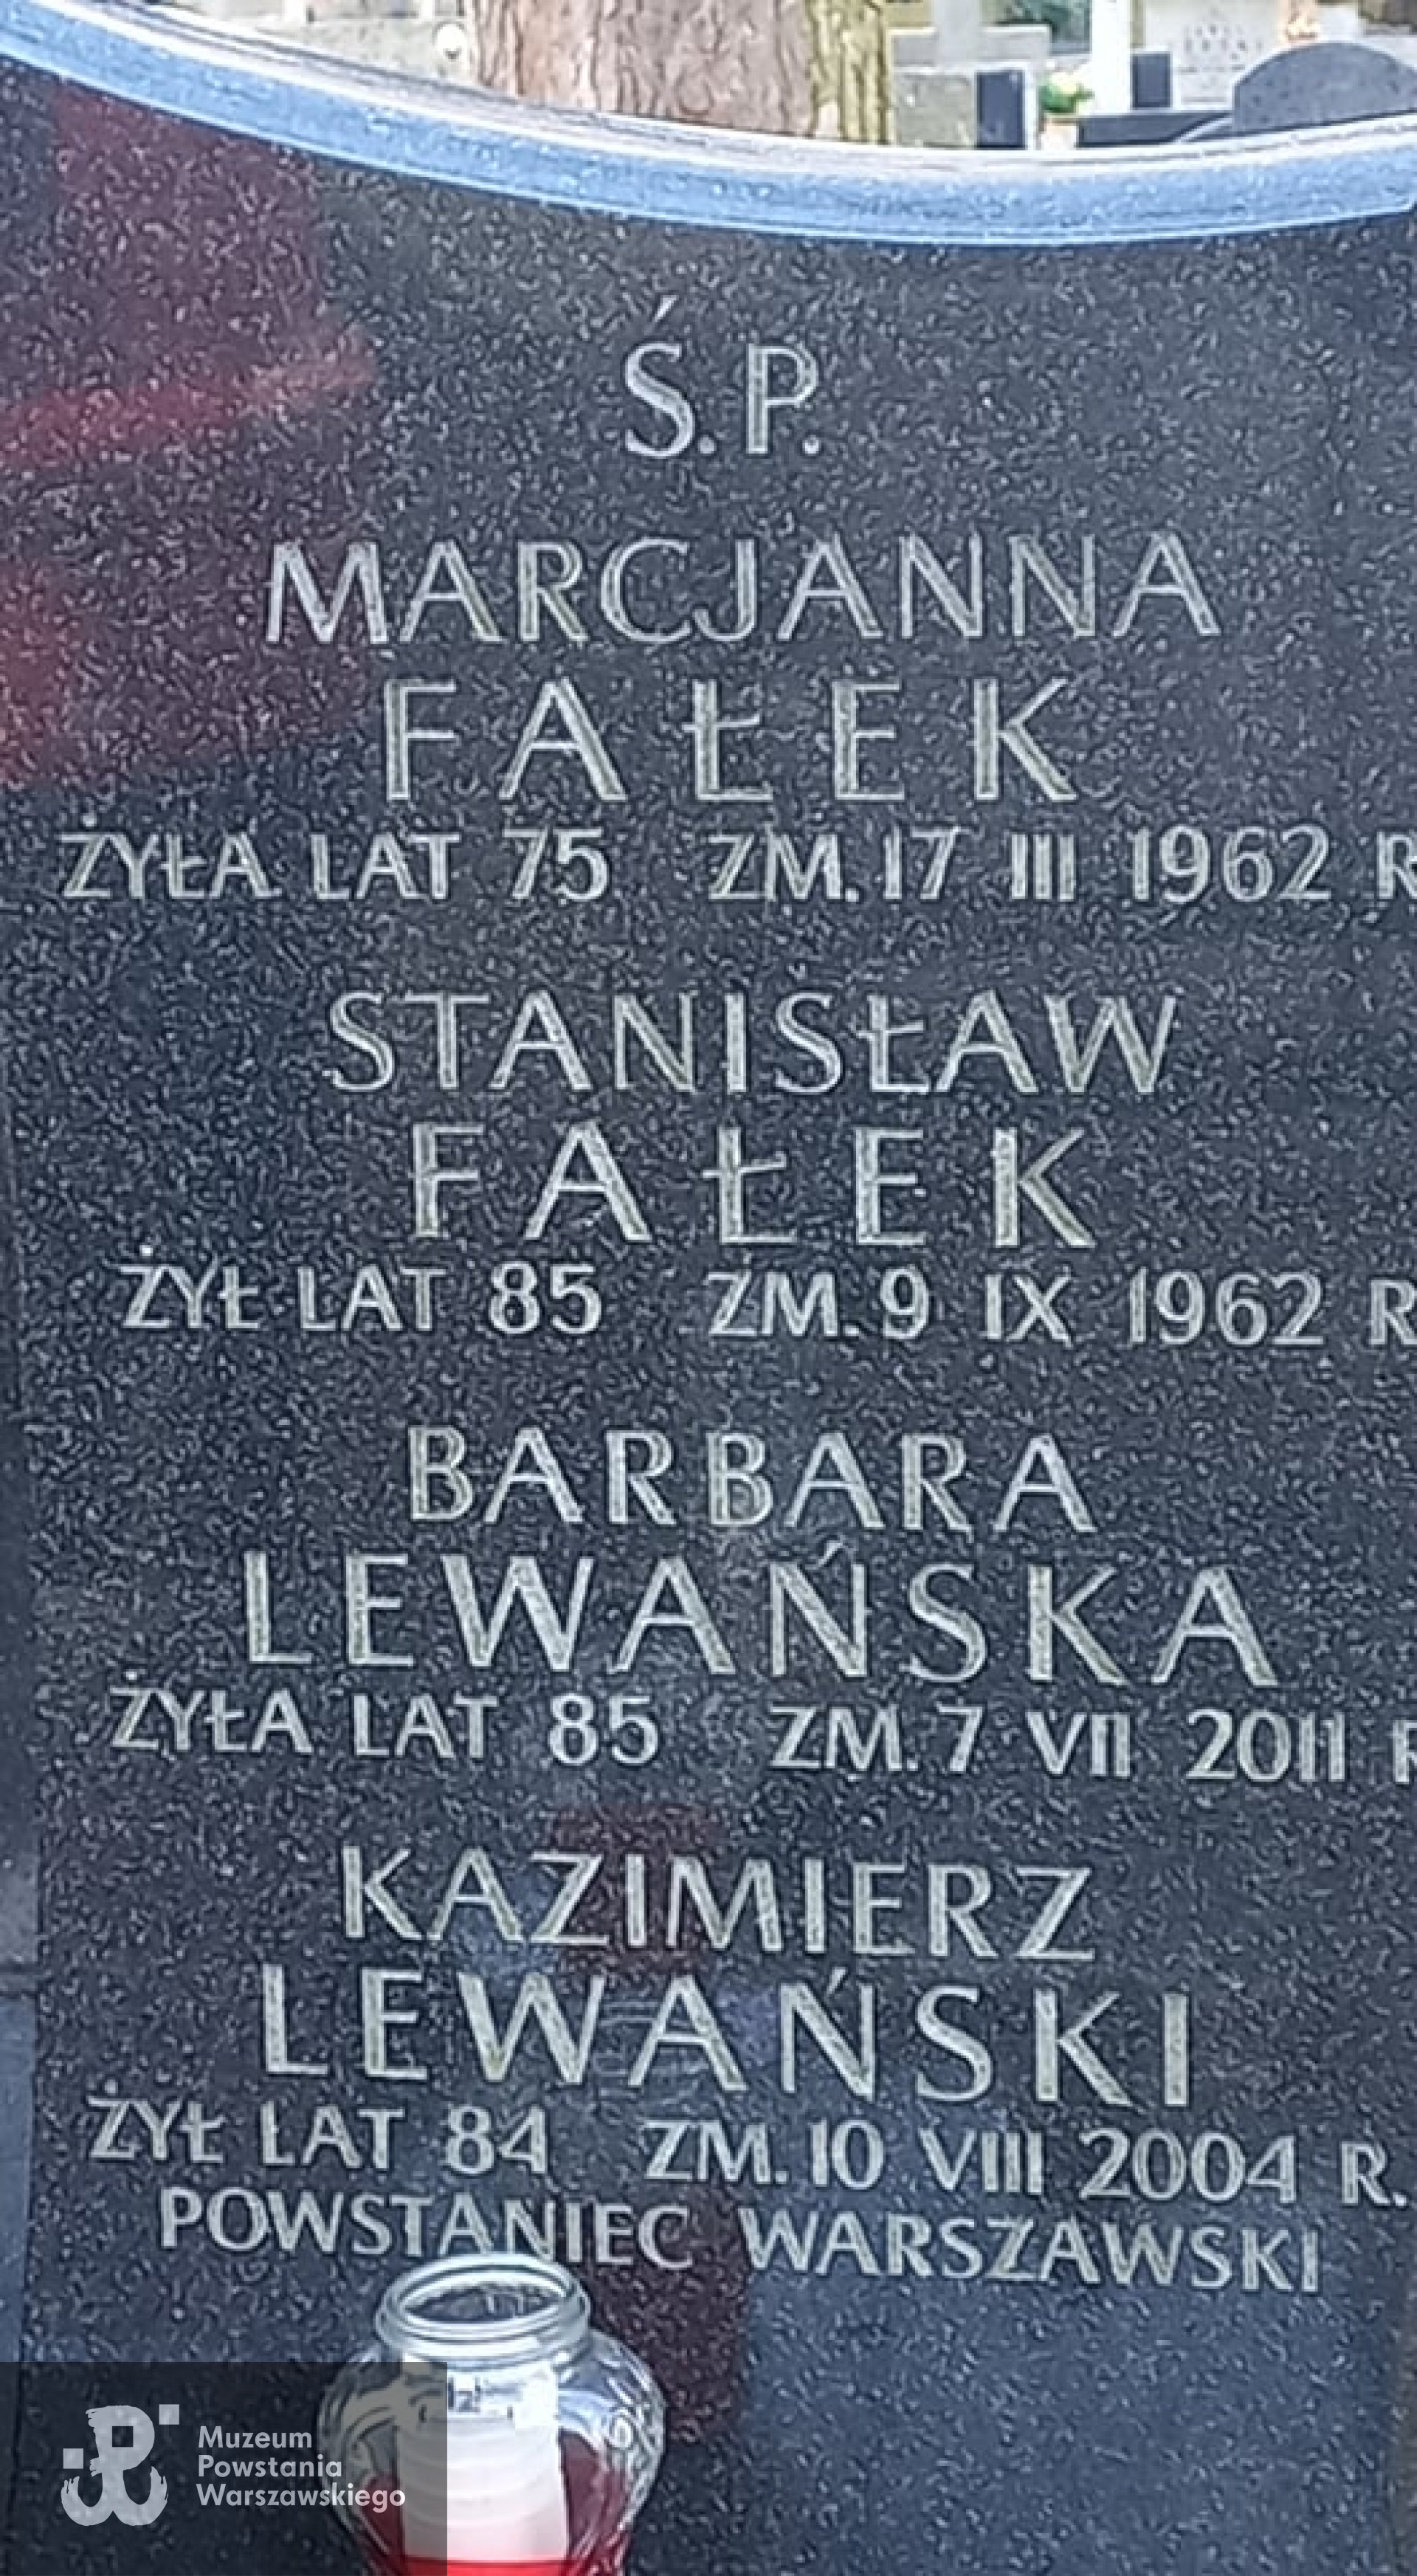 Ś.P.
MARCJANNA
FAŁEK
ŻYŁA LAT 75 ZM. 17 III 1962 R
STANISŁAW
FAŁEK
ŻYŁ LAT 85 ZM. 9 IX 1962 R
BARBARA
LEWAŃSKA
ŻYŁA LAT 85 ZM. 7 VII 2011 R
KAZIMIERZ
LEWAŃSKI
ŻYŁ LAT 84 ZM. 10 VIII 2004 R.
POWSTANIEC WARSZAWSKI
Muzeum
Powstania
Warszawskiego